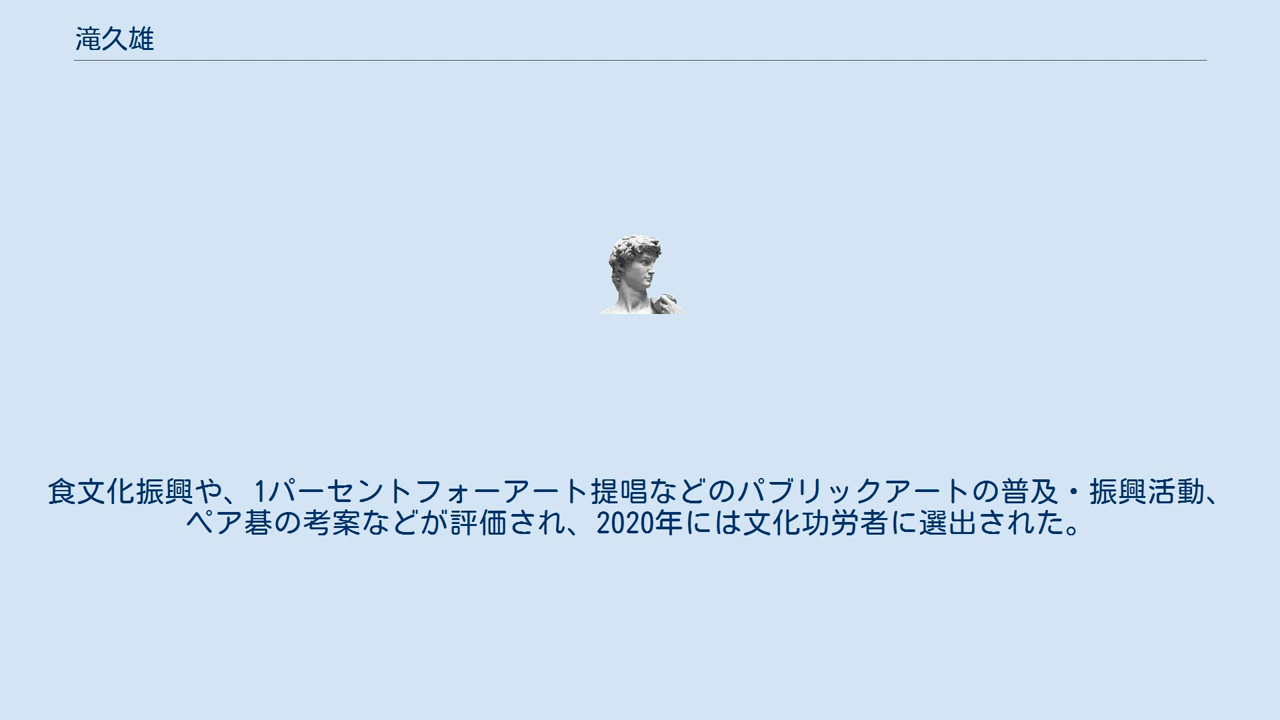 滝久雄
食文化振興や、1パーセントフォーアート提唱などのパブリックアートの普及・振興活動、
ペア碁の考案などが評価され、2020年には文化功労者に選出された。